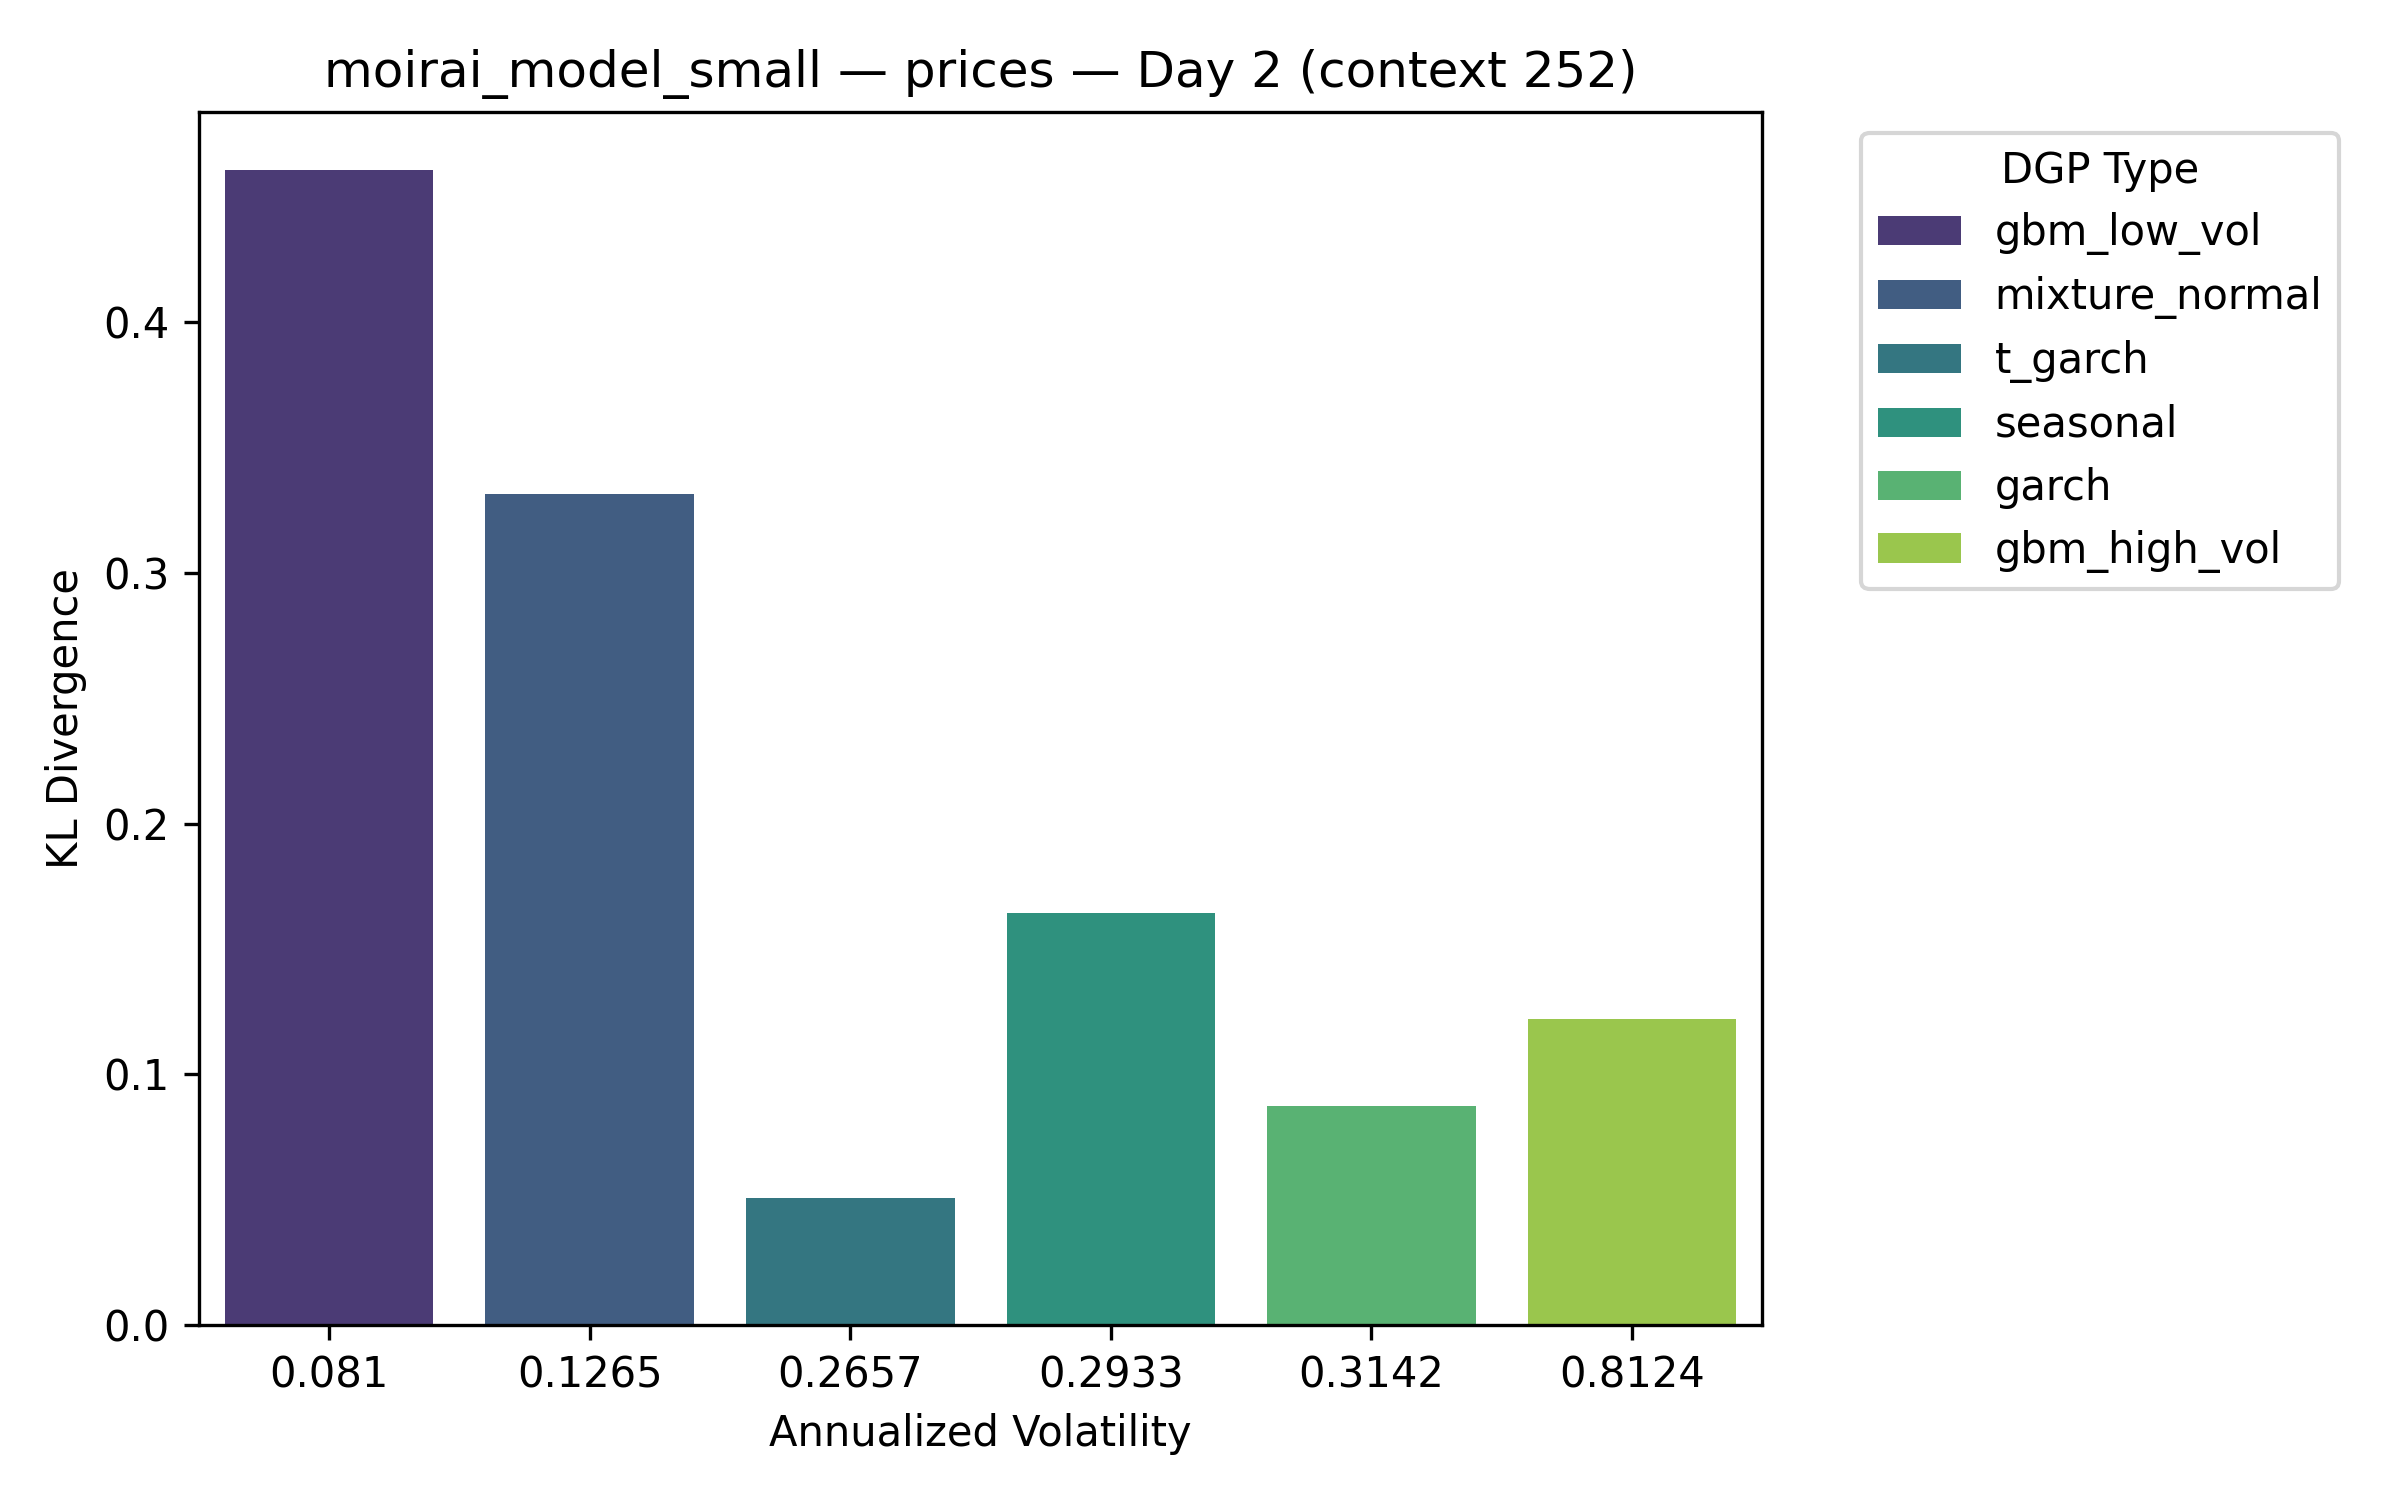 moirai_model_small — prices — Day 2 (context 252)
DGP Type
gbm_low_vol
mixture_normal
t_garch
seasonal
garch
gbm_high_vol
KL Divergence
0.4
0.3
0.2
0.1
0.0
0.081 0.1265 0.2657 0.2933 0.3142 0.8124
Annualized Volatility